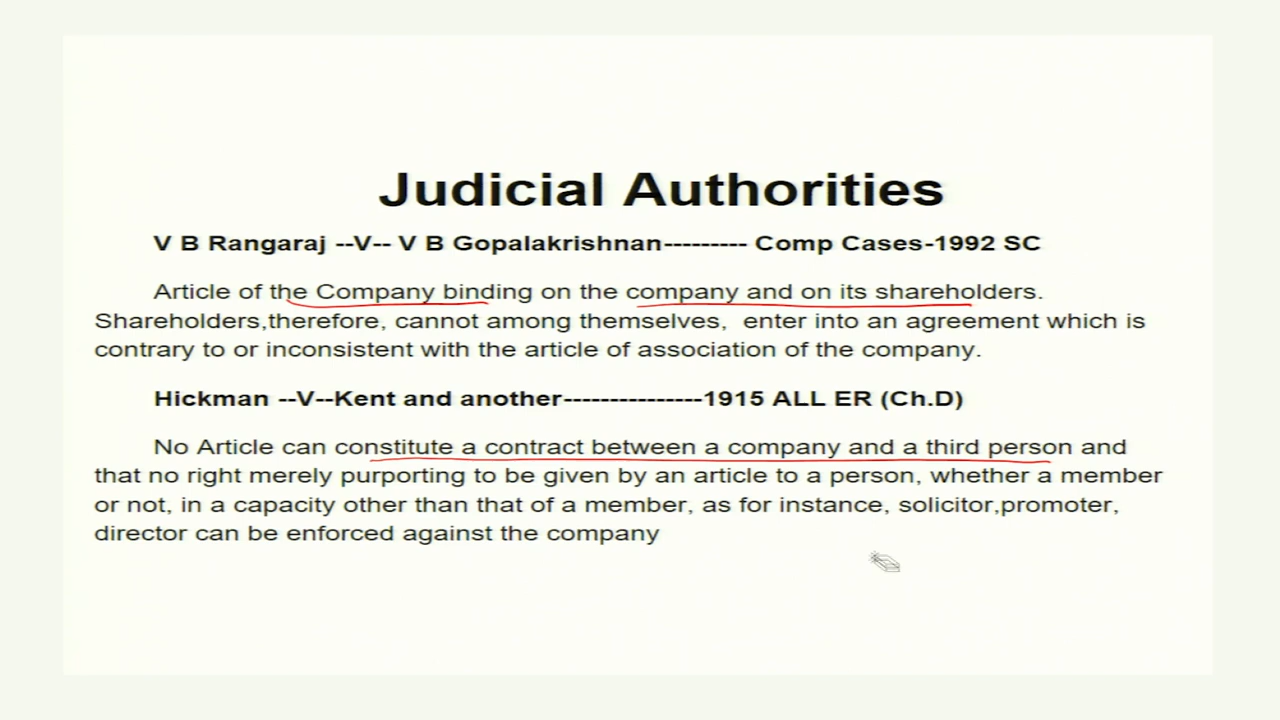 Judicial Authorities
V B Rangaraj --V-- V B Gopalakrishnan--------- Comp Cases-1992 SC
Article of the Company binding on the company and on its shareholders.
Shareholders,therefore, cannot among themselves,  enter into an agreement which is
contrary to or inconsistent with the article of association of the company.
Hickman --V--Kent and another---------------1915 ALL ER (Ch.D)
No Article can constitute a contract between a company and a third person and
that no right merely purporting to be given by an article to a person, whether a member
or not, in a capacity other than that of a member, as for instance, solicitor,promoter,
director can be enforced against the company